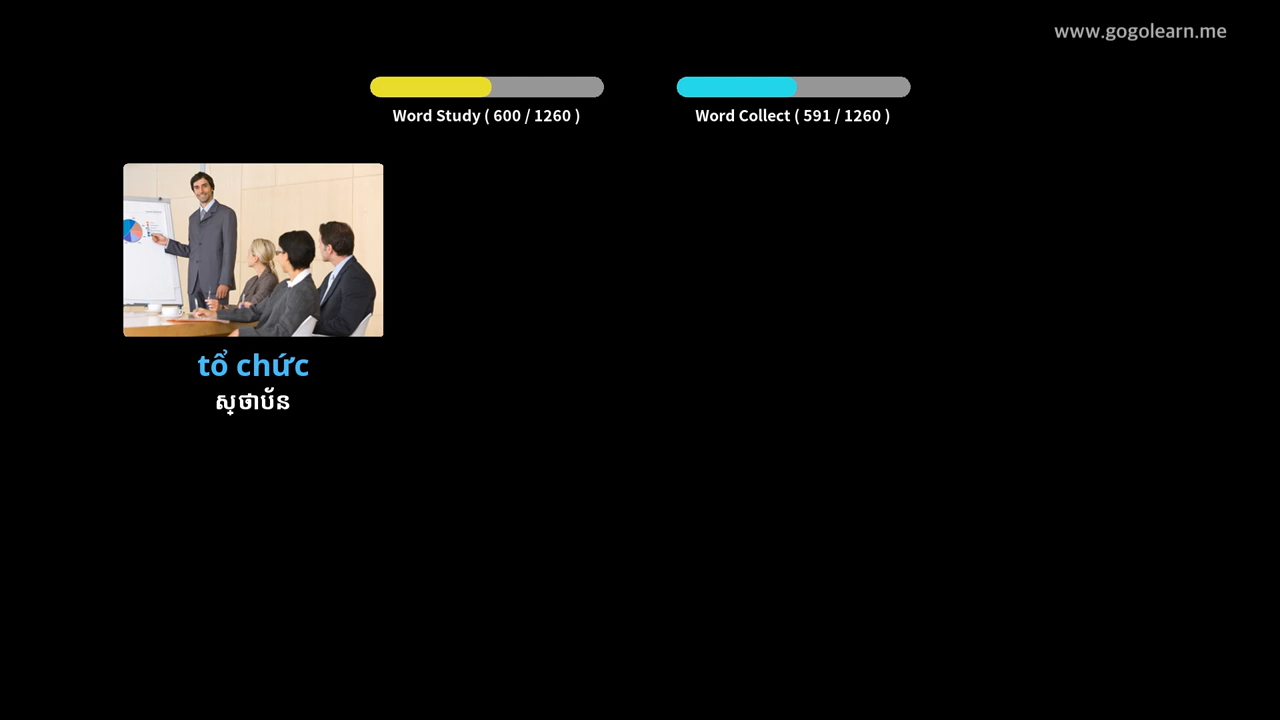 www.gogolearn.me
Word Study ( 600 / 1260 )
Word Collect ( 591 / 1260 )
tổ chức
ស្ថាប័ន